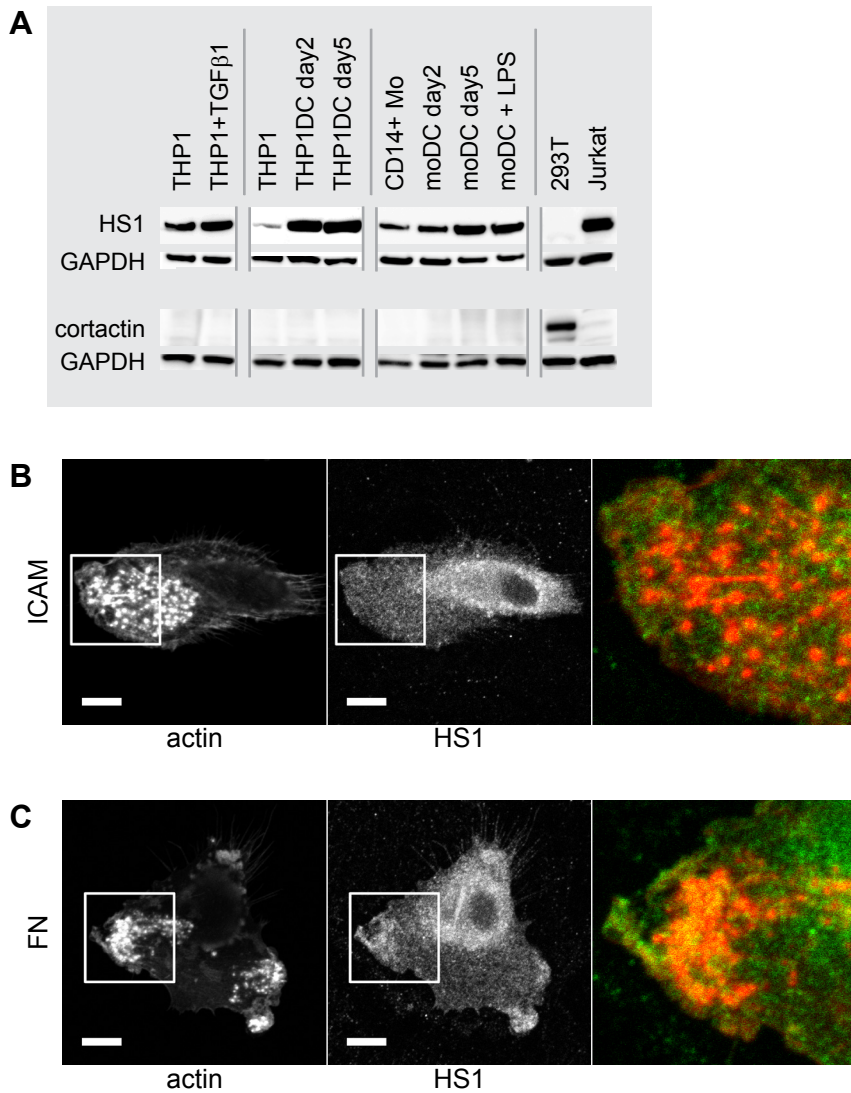 A
THP1
THP1+TGFβ1
THP1
THP1DC day2
THP1DC day5
CD14+ Mo
moDC day2
moDC day5
moDC + LPS
293T
Jurkat
HS1
GAPDH
cortactin
GAPDH
B
ICAM
actin
HS1
C
FN
actin
HS1